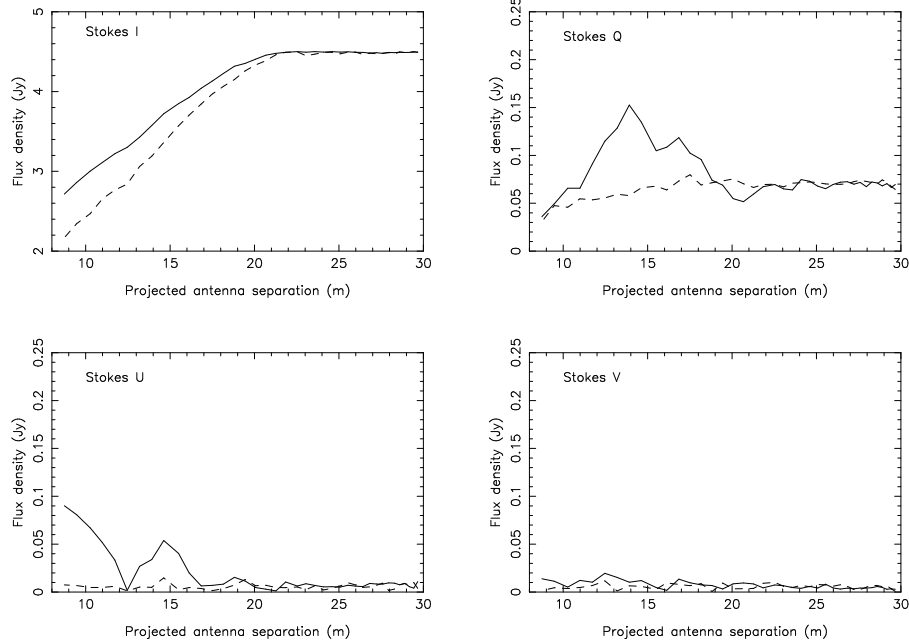 Stokes I
Flux density (Jy)
5
4
3
2
10 15 20 25 30
Projected antenna separation (m)
Stokes Q
Flux density (Jy)
0.25
0.2
0.15
0.1
0.05
0
10 15 20 25 30
Projected antenna separation (m)
Stokes U
Flux density (Jy)
0.25
0.2
0.15
0.1
0.05
0
10 15 20 25 30
Projected antenna separation (m)
Stokes V
Flux density (Jy)
0.25
0.2
0.15
0.1
0.05
0
10 15 20 25 30
Projected antenna separation (m)